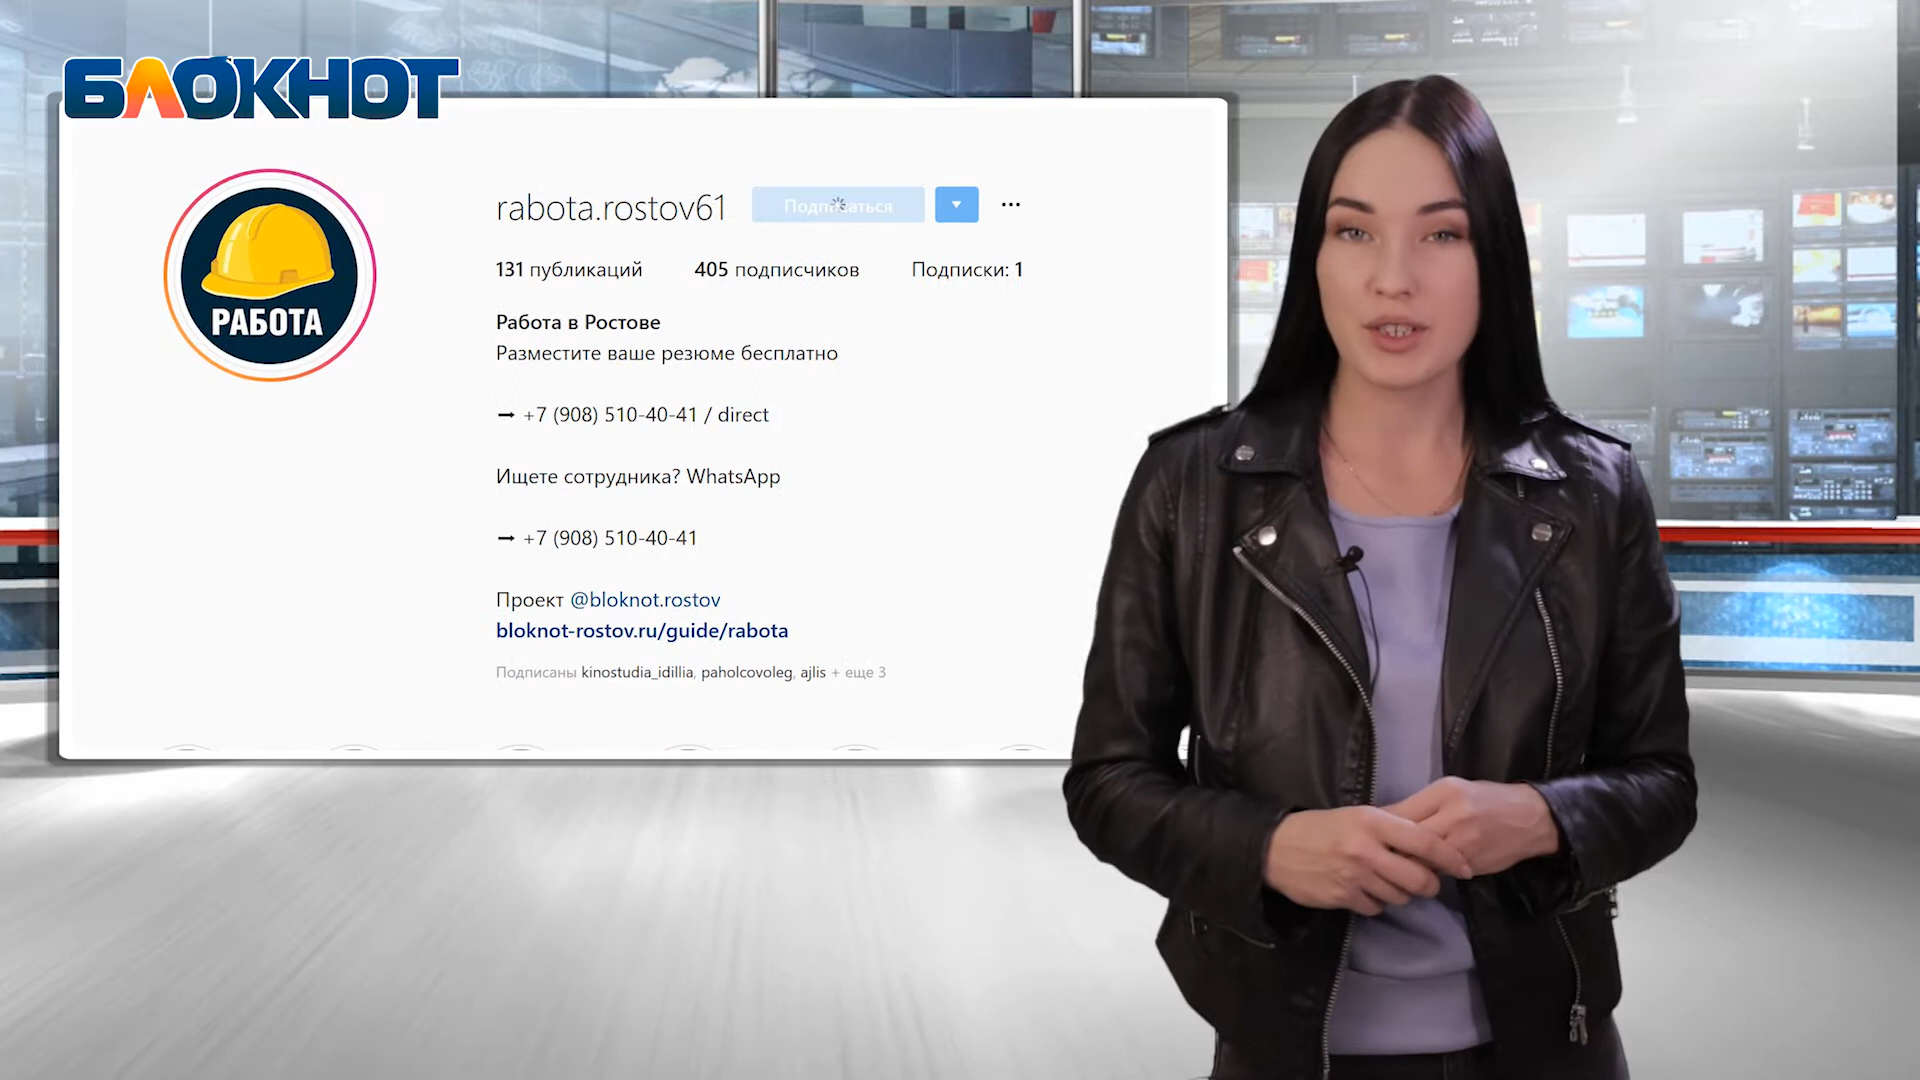 БЛОКНОТ
РАБОТА
rabota.rostov61
Подписаться
131 публикаций 405 подписчиков Подписки: 1
Работа в Ростове
Разместите ваше резюме бесплатно
➞ +7 (908) 510-40-41 / direct
Ищете сотрудника? WhatsApp
➞ +7 (908) 510-40-41
Проект @bloknot.rostov
bloknot-rostov.ru/guide/rabota
Подписаны kinostudia_idillia, paholcovoleg, ajlis + еще 3